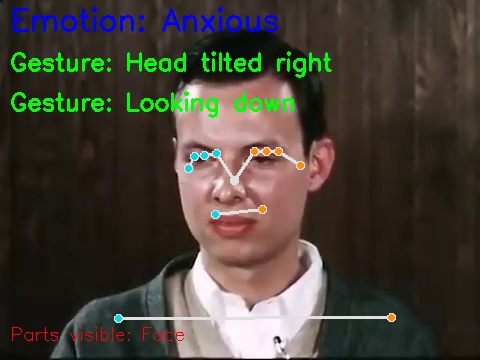 Emotion: Anxious
Gesture: Head tilted right
Gesture: Looking down
Parts visible: Face